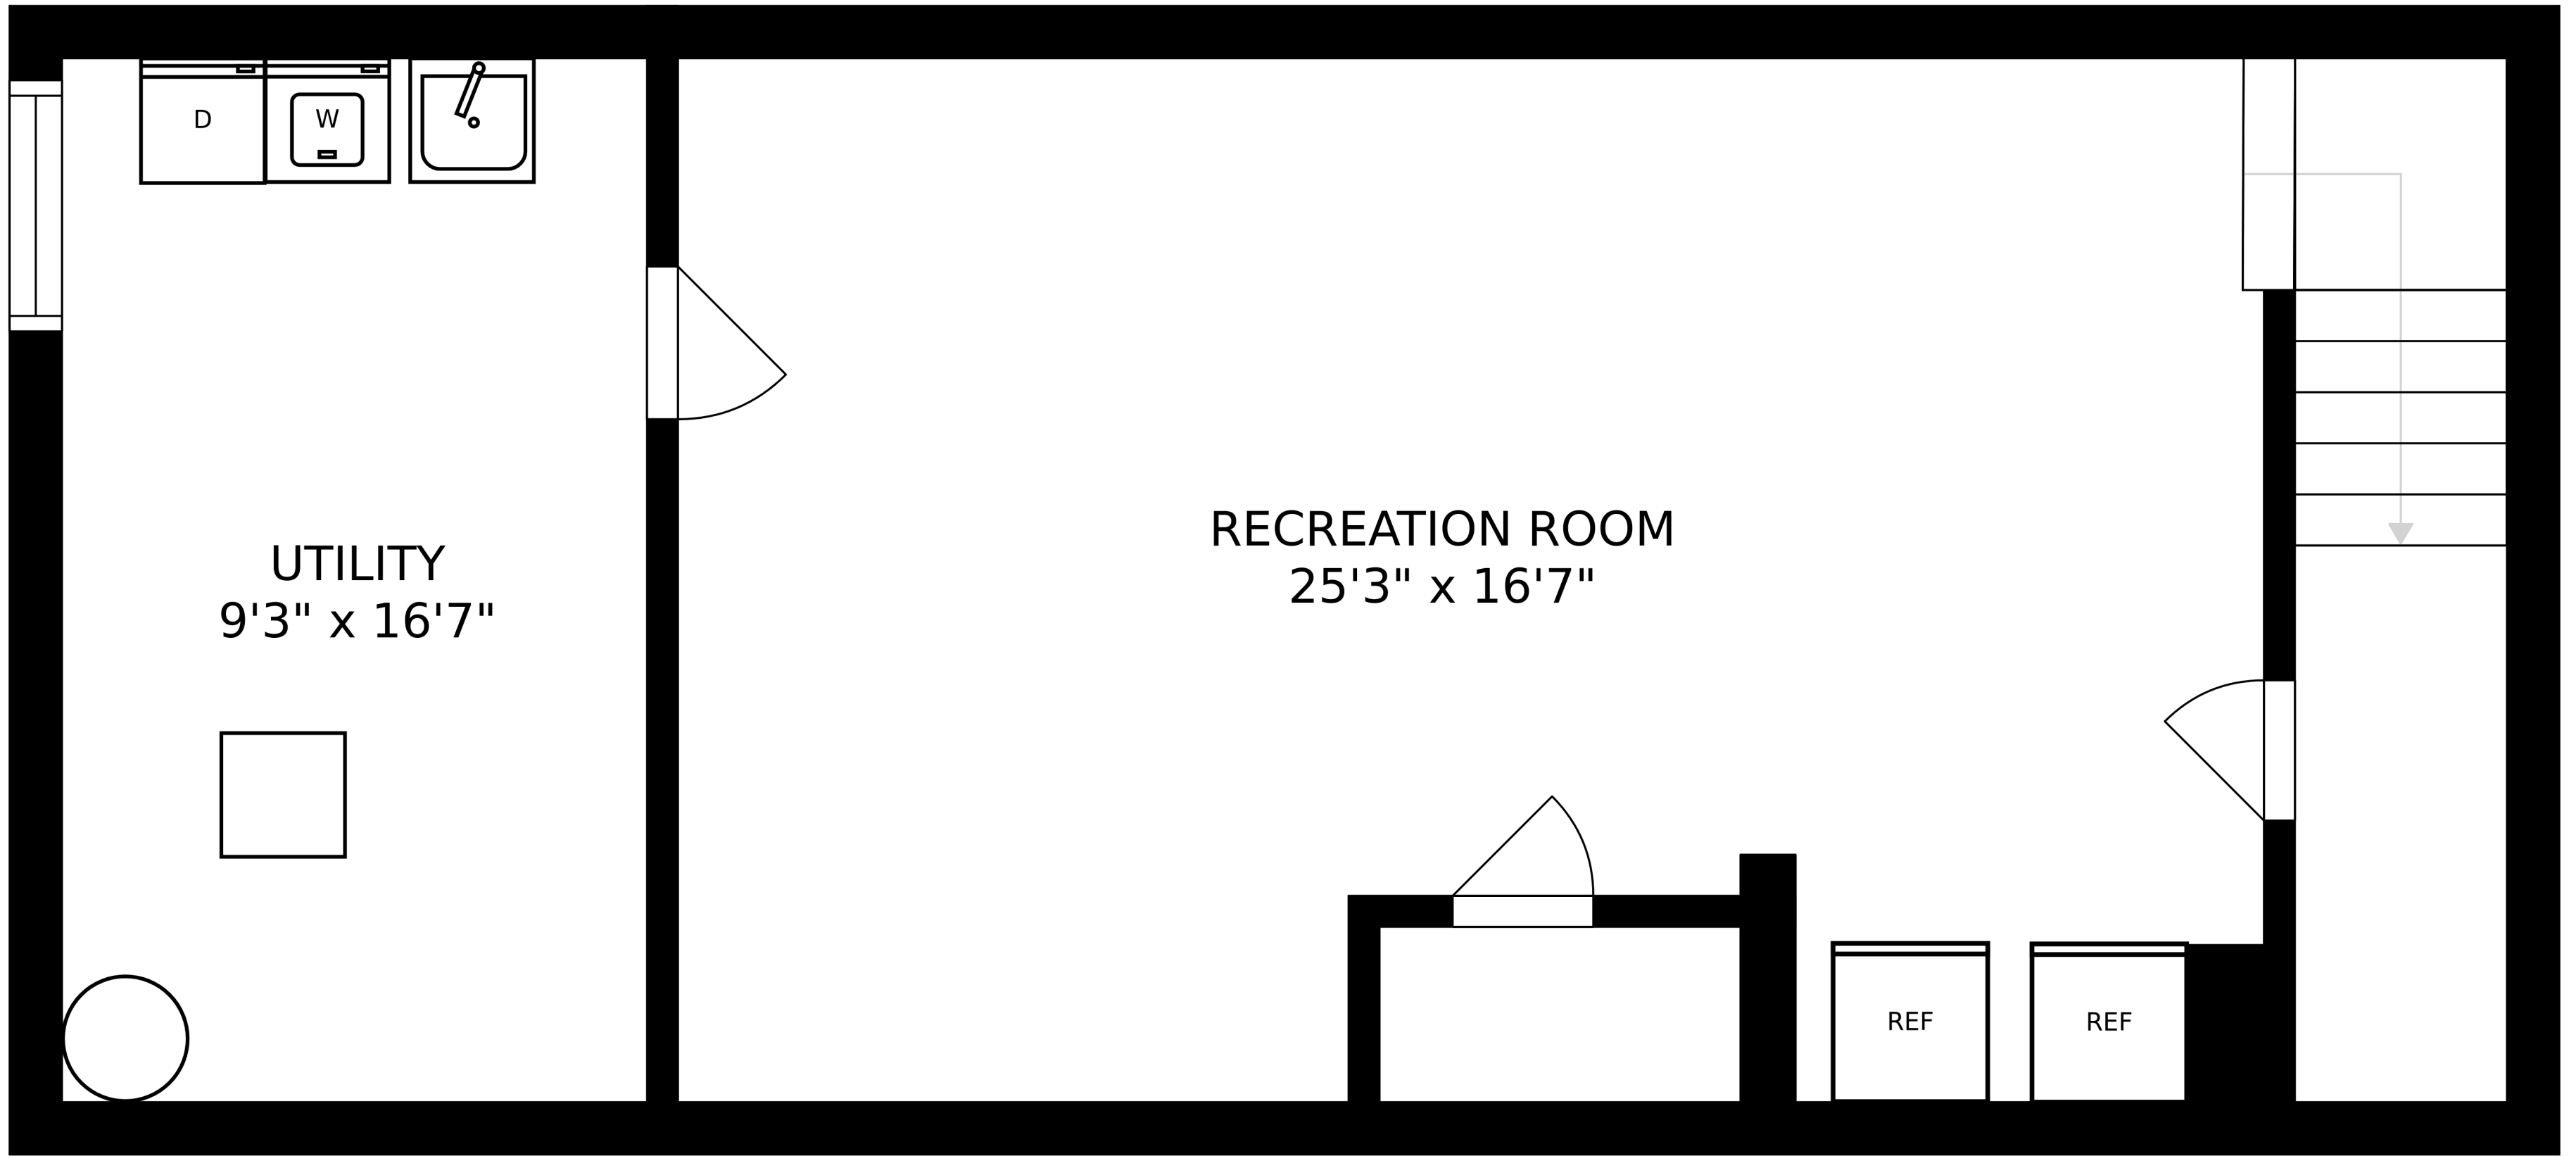 D
W
UTILITY
9'3" x 16'7"
RECREATION ROOM
25'3" x 16'7"
REF
REF